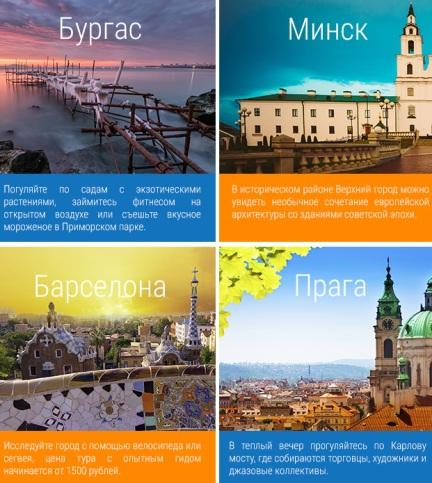 Бургас
Минск
Погуляйте по садам с экзотическими
растениями, займитесь фитнесом на
открытом воздухе или съешьте вкусное
мороженое в Приморском парке.
В историческом районе Верхний город можно
увидеть необычное сочетание европейской
архитектуры со зданиями советской эпохи.
Барселона
Прага
Исследуйте город с помощью велосипеда или
сегвея, цена тура с опытным гидом
начинается от 1500 рублей.
В теплый вечер прогуляйтесь по Карлову
мосту, где собираются торговцы, художники и
джазовые коллективы.